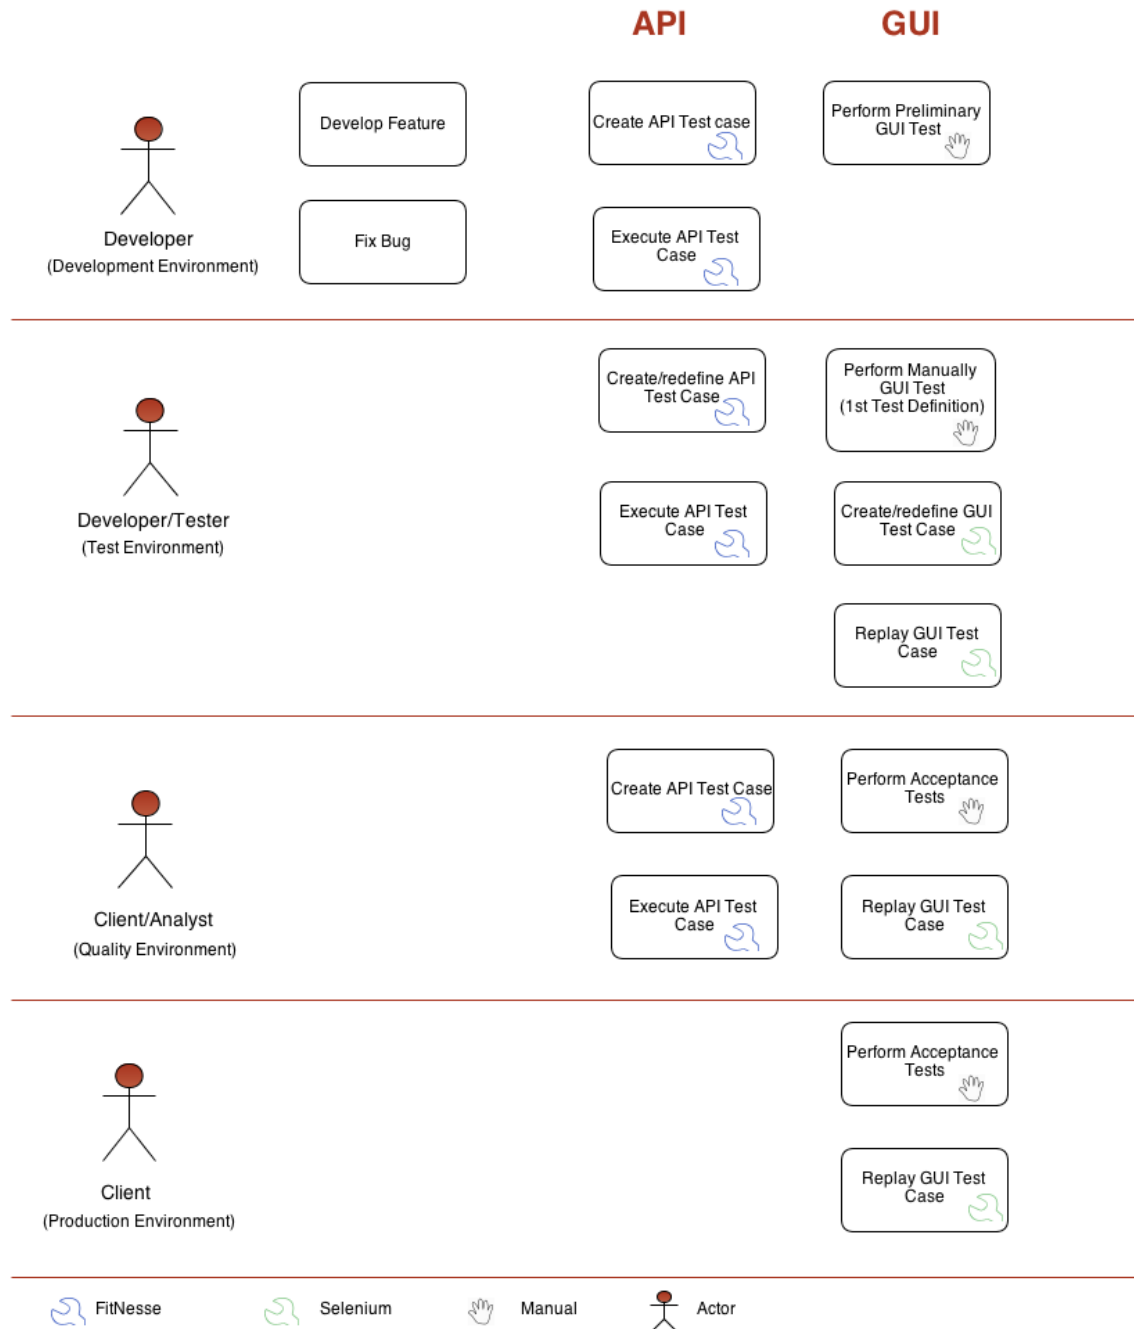 API
GUI
Develop Feature
Create API Test case
Perform Preliminary
GUI Test
Developer
(Development Environment)
Fix Bug
Execute API Test
Case
Create/redefine API
Test Case
Perform Manually
GUI Test
(1st Test Definition)
Developer/Tester
(Test Environment)
Execute API Test
Case
Create/redefine GUI
Test Case
Replay GUI Test
Case
Create API Test Case
Perform Acceptance
Tests
Client/Analyst
(Quality Environment)
Execute API Test
Case
Replay GUI Test
Case
Perform Acceptance
Tests
Client
(Production Environment)
Replay GUI Test
Case
FitNesse
Selenium
Manual
Actor